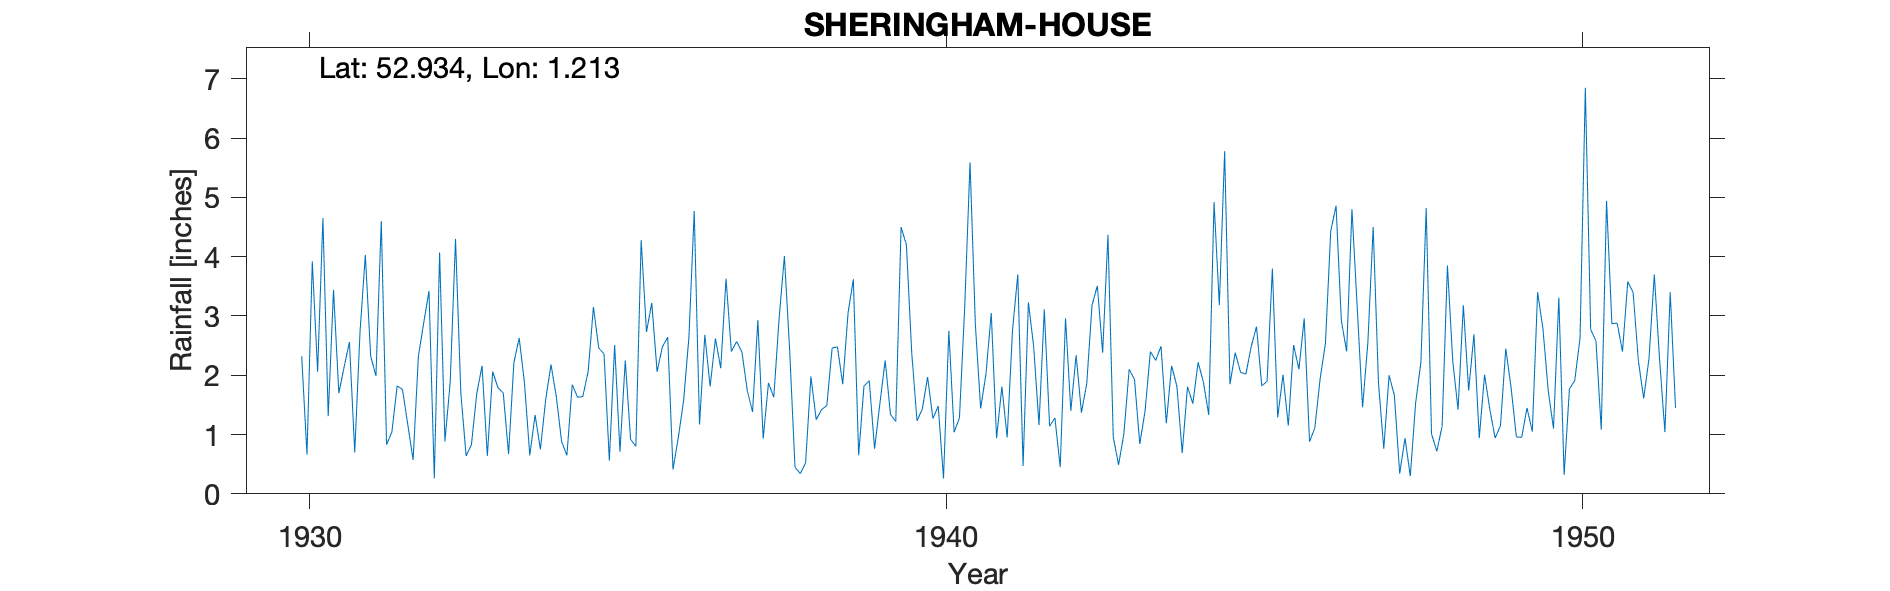 SHERINGHAM-HOUSE
Lat: 52.934, Lon: 1.213
7
6
5
4
3
2
1
0
Rainfall [inches]
1930 1940 1950
Year